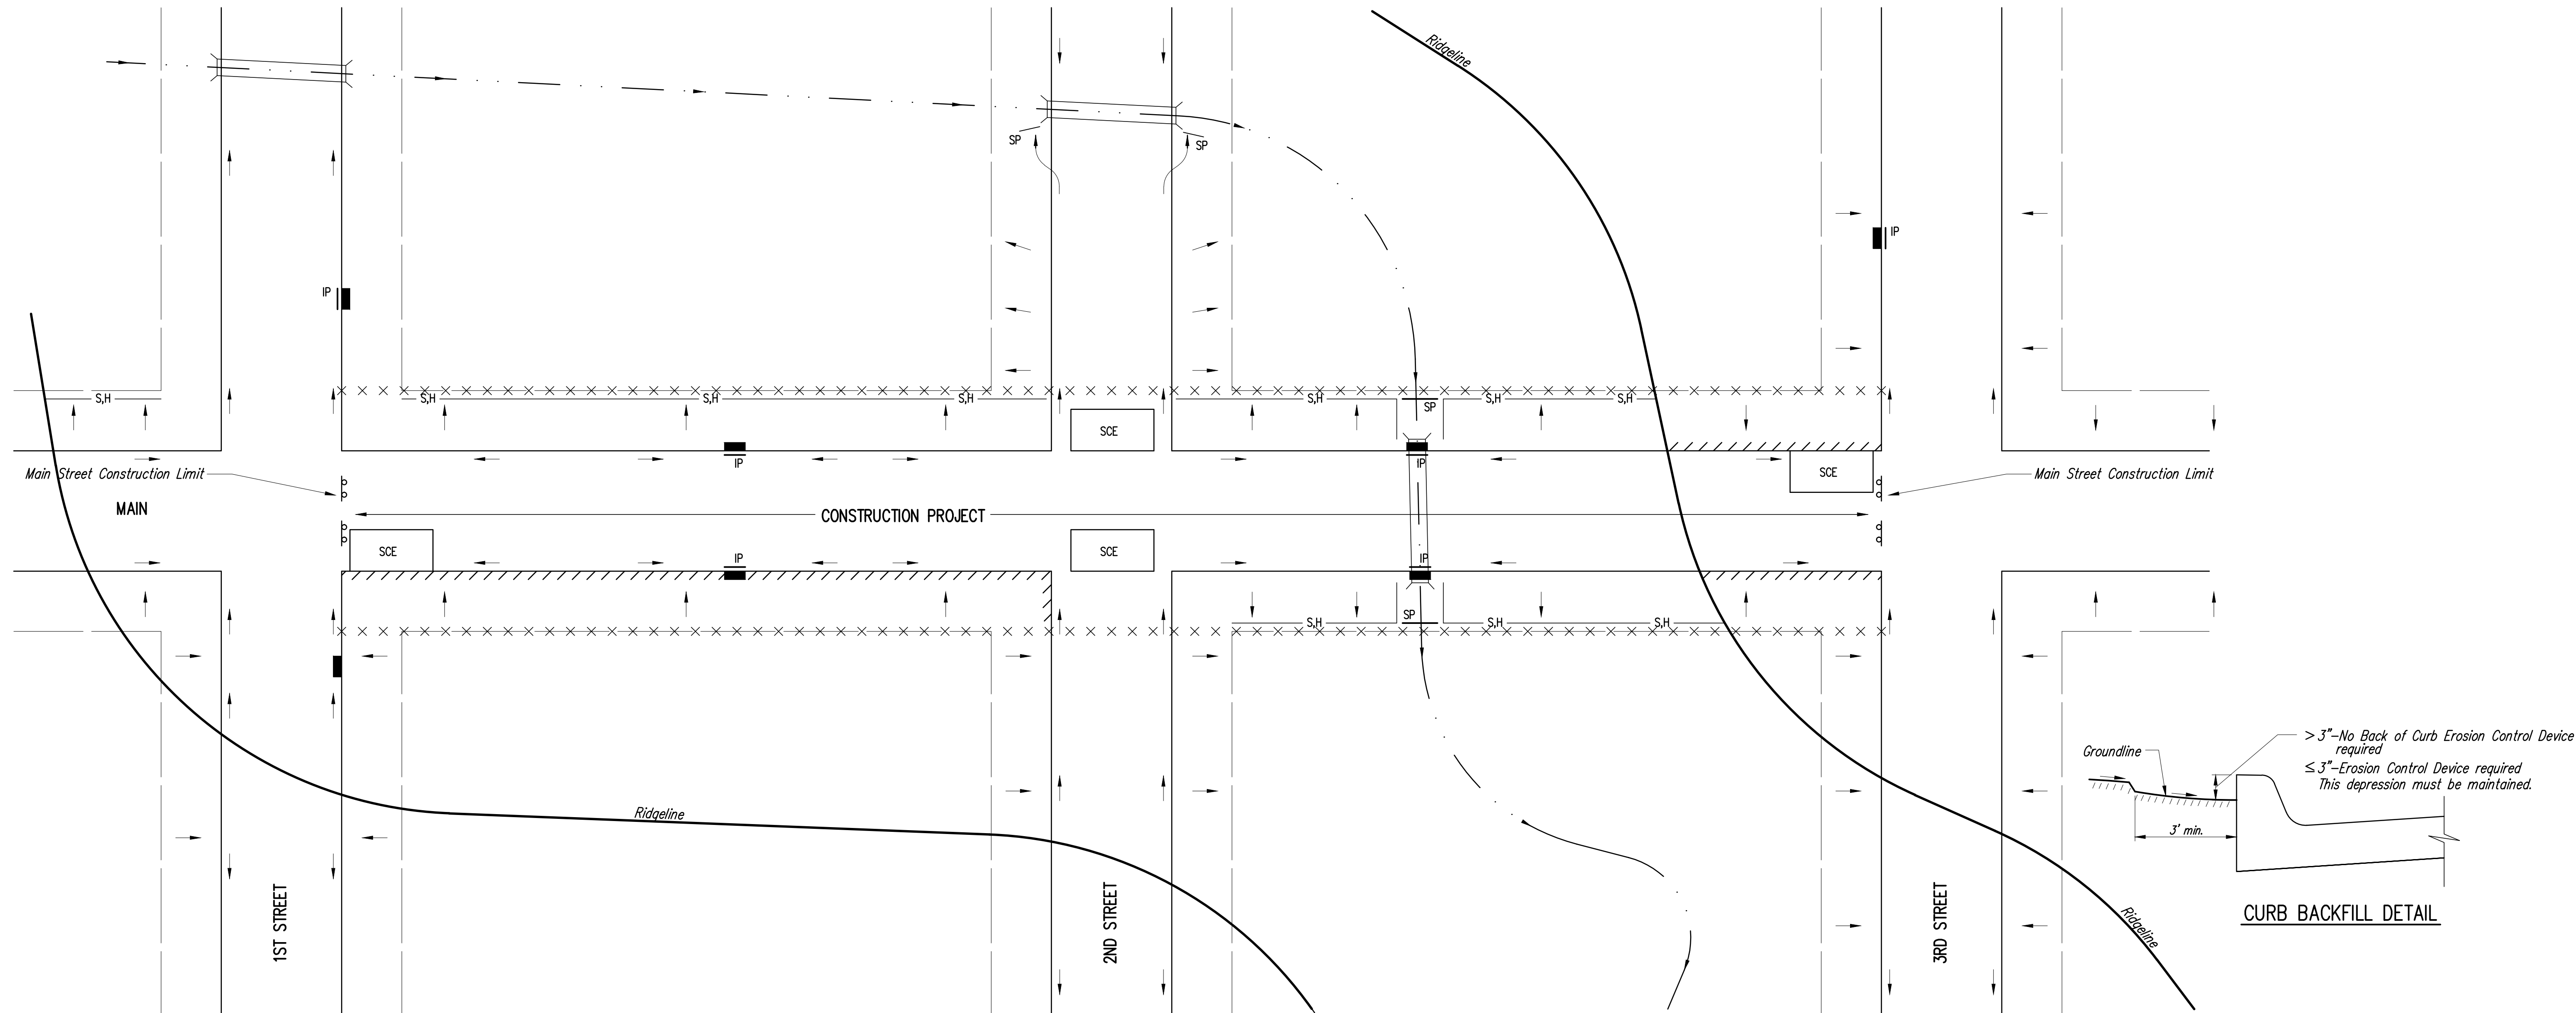 Ridgeline
SP
SP
IP
IP
S,H
S,H
S,H
S,H
S,H
S,H
S,H
SP
SCE
IP
IP
SCE
Main Street Construction Limit
Main Street Construction Limit
MAIN
CONSTRUCTION PROJECT
SCE
SCE
IP
IP
SP
S,H
S,H
S,H
> 3"-No Back of Curb Erosion Control Device
required
Groundline
≤ 3"-Erosion Control Device required
This depression must be maintained.
Ridgeline
3' min.
1ST STREET
2ND STREET
3RD STREET
Ridgeline
CURB BACKFILL DETAIL